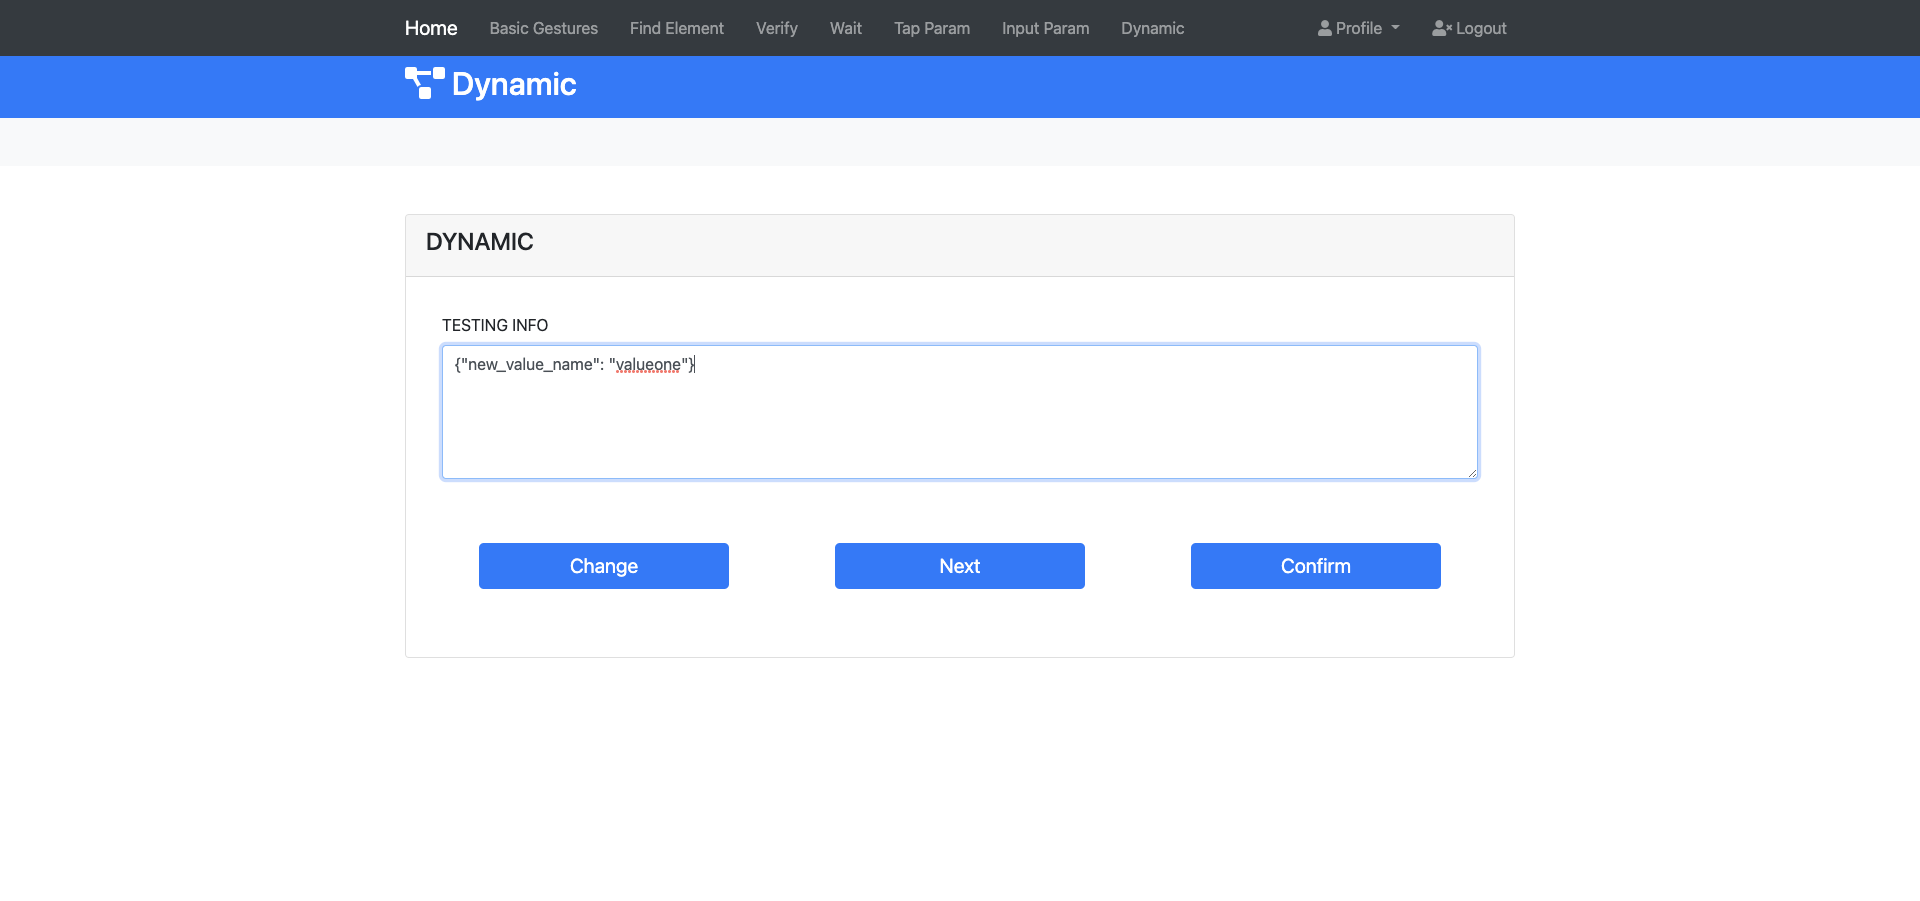 Home Basic Gestures Find Element Verify Wait Tap Param Input Param Dynamic Profile Logout
Dynamic
DYNAMIC
TESTING INFO
{"new_value_name": "valueone"}
Change Next Confirm